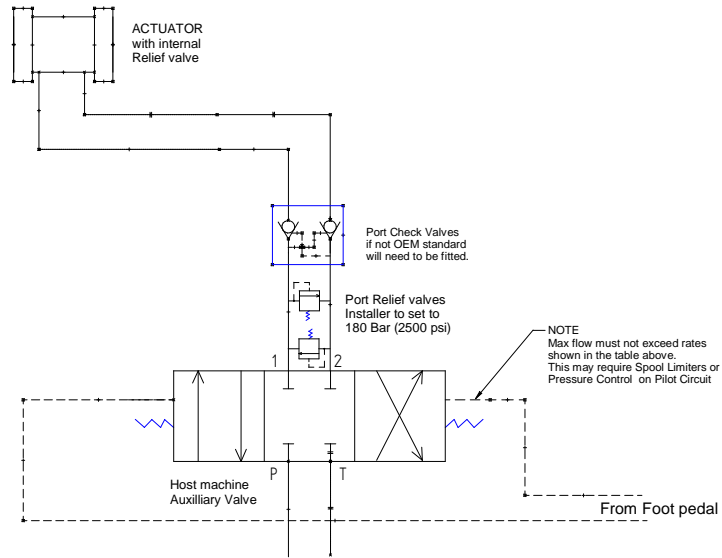 ACTUATOR
with internal
Relief valve
Port Check Valves
if not OEM standard
will need to be fitted.
Port Relief valves
Installer to set to
180 Bar (2500 psi)
NOTE
Max flow must not exceed rates
shown in the table above.
This may require Spool Limiters or
Pressure Control on Pilot Circuit
1 2
P T
Host machine
Auxilliary Valve
From Foot pedal